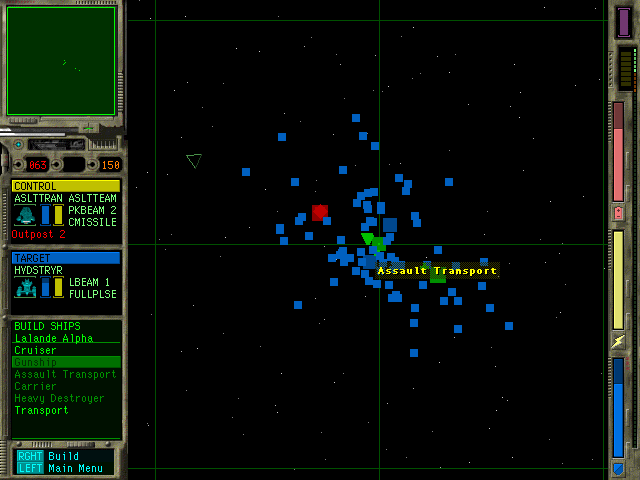 063 150
CONTROL
ASLTTRAN ASLTTEAM
PKBEAM 2
CMISSILE
Outpost 2
TARGET
HVDSTRYR
LBEAM 1
FULLPLSE
Assault Transport
BUILD SHIPS
Lalande Alpha
Cruiser
Gunship
Assault Transport
Carrier
Heavy Destroyer
Transport
RGHT Build
LEFT Main Menu